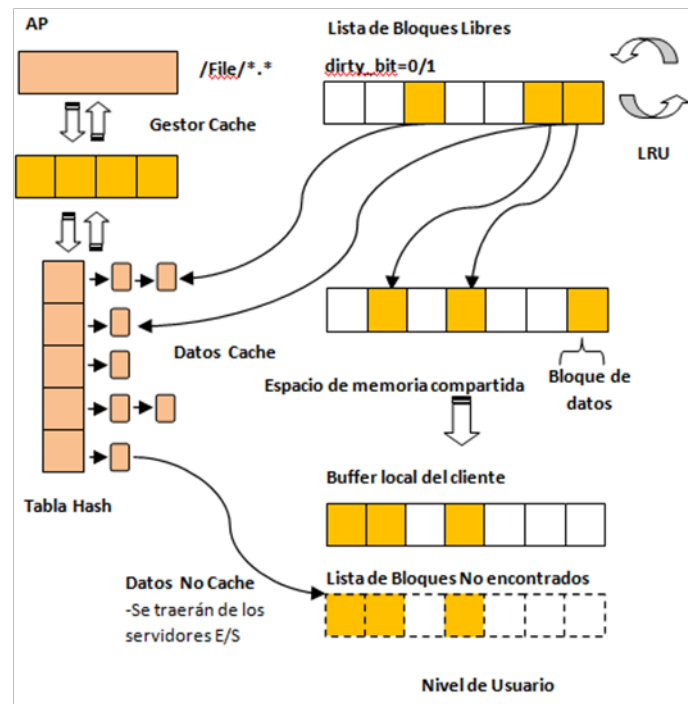 AP
Lista de Bloques Libres
/File/*.*
dirty_bit=0/1
Gestor Cache
LRU
Datos Cache
Espacio de memoria compartida
Bloque de
datos
Buffer local del cliente
Tabla Hash
Datos No Cache
-Se traerán de los
servidores E/S
Lista de Bloques No encontrados
Nivel de Usuario